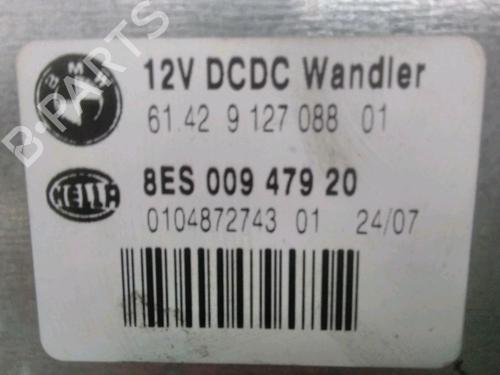 BMW
12V DCDC Wandler
61.42 9 127 088 01
HELLA
8ES 009 479 20
0104872743 01 24/07
B-PARTS